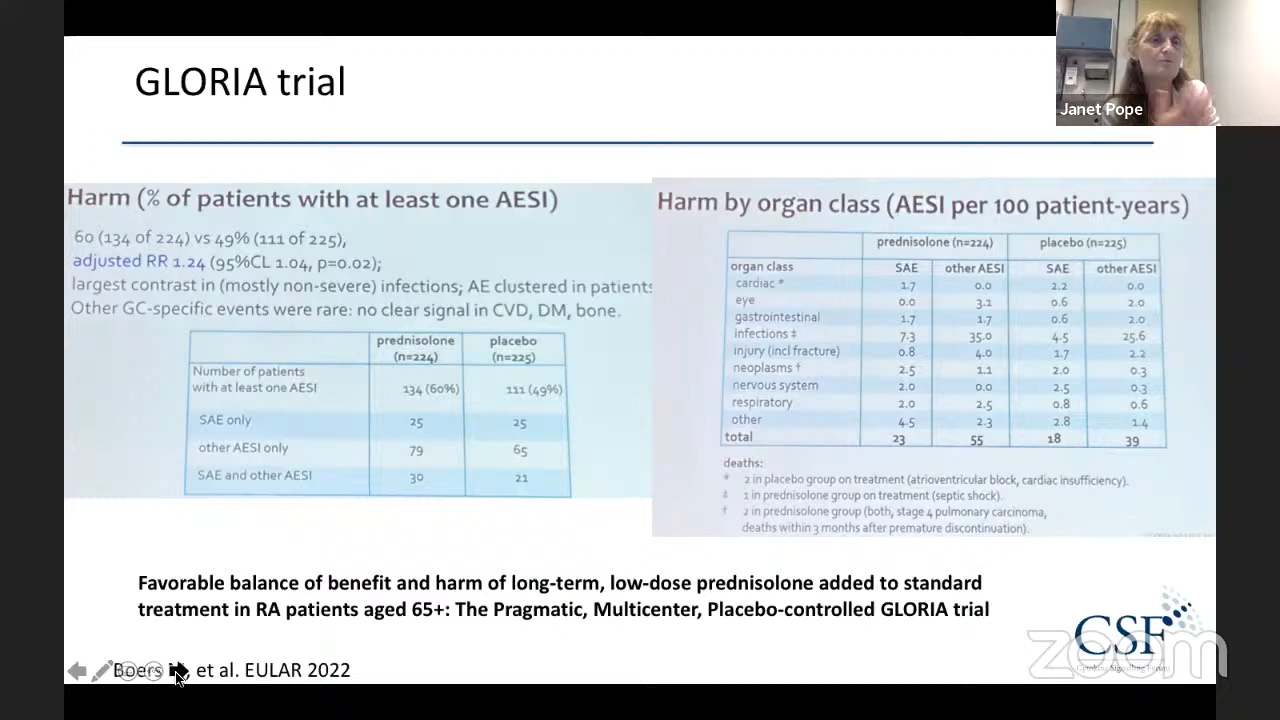 GLORIA trial
Janet Pope
Harm (% of patients with at least one AESI)
60 (134 of 224) vs 49% (111 of 225),
adjusted RR 1.24 (95%CL 1.04, p=0.02);
largest contrast in (mostly non-severe) infections; AE clustered in patients
Other GC-specific events were rare: no clear signal in CVD, DM, bone.
prednisolone placebo
(n=224) (n=225)
Number of patients
with at least one AESI 134 (60%) 111 (49%)
SAE only 25 25
other AESI only 79 65
SAE and other AESI 30 21
Harm by organ class (AESI per 100 patient-years)
prednisolone (n=224) placebo (n=225)
organ class SAE other AESI SAE other AESI
cardiac * 1.7 0.0 2.2 0.0
eye 0.0 3.1 0.6 2.0
gastrointestinal 1.7 1.7 0.6 2.0
infections ‡ 7.3 35.0 4.5 25.6
injury (incl fracture) 0.8 4.0 1.7 2.2
neoplasms † 2.5 1.1 2.0 0.3
nervous system 2.0 0.0 2.5 0.3
respiratory 2.0 2.5 0.8 0.6
other 4.5 2.3 2.8 1.4
total 23 55 18 39
deaths:
* 2 in placebo group on treatment (atrioventricular block, cardiac insufficiency).
‡ 1 in prednisolone group on treatment (septic shock).
† 2 in prednisolone group (both, stage 4 pulmonary carcinoma,
deaths within 3 months after premature discontinuation).
Favorable balance of benefit and harm of long-term, low-dose prednisolone added to standard
treatment in RA patients aged 65+: The Pragmatic, Multicenter, Placebo-controlled GLORIA trial
CSF
zoom
Boers et al. EULAR 2022